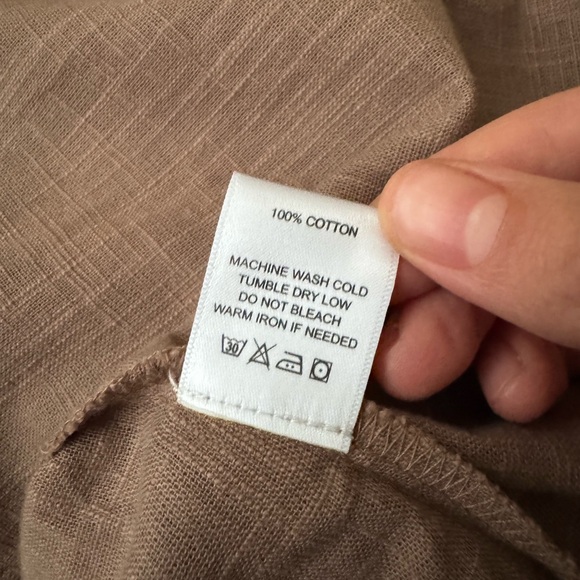 100% COTTON
MACHINE WASH COLD
TUMBLE DRY LOW
DO NOT BLEACH
WARM IRON IF NEEDED
30